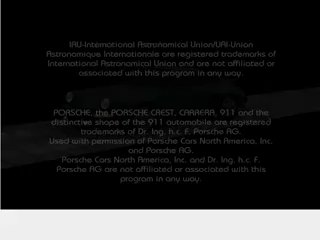 IAU-International Astronomical Union/UAI-Union
Astronomique Internationale are registered trademarks of
International Astronomical Union and are not affiliated or
associated with this program in any way.
PORSCHE, the PORSCHE CREST, CARRERA, 911 and the
distinctive shape of the 911 automobile are registered
trademarks of Dr. Ing. h.c. F. Porsche AG.
Used with permission of Porsche Cars North America, Inc.
and Porsche AG.
Porsche Cars North America, Inc. and Dr. Ing. h.c. F.
Porsche AG are not affiliated or associated with this
program in any way.